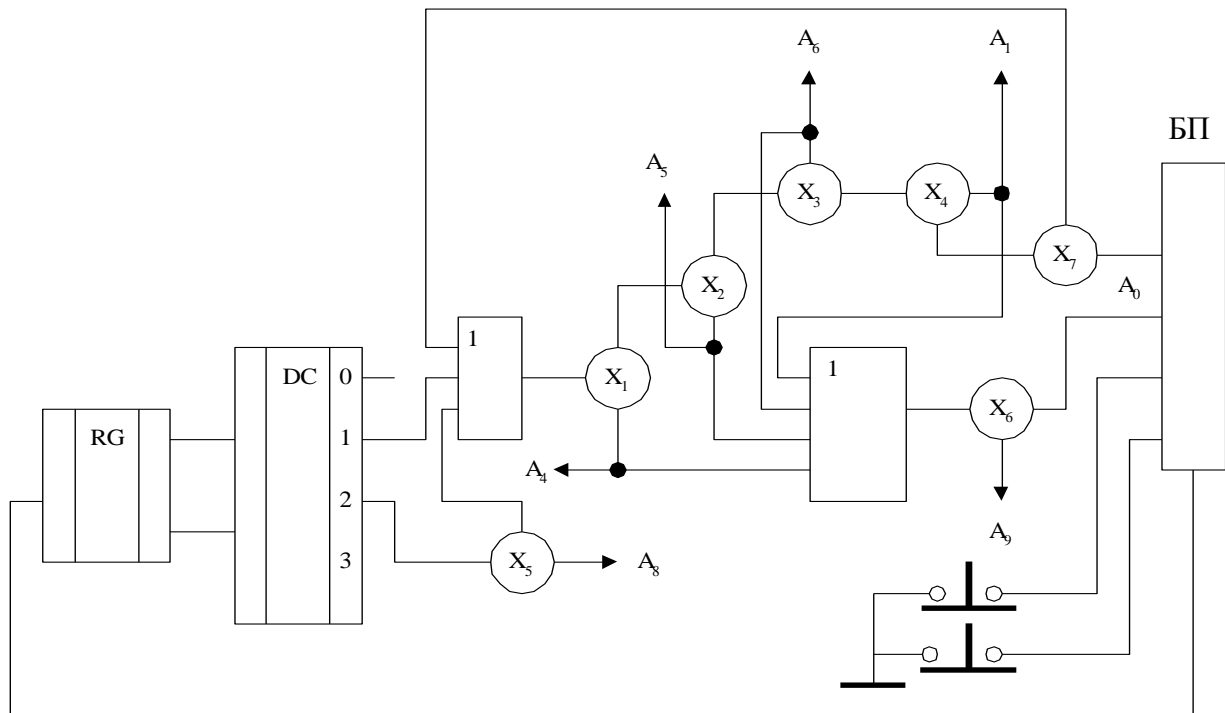 A₆ A₁
БП
A₅
X₃ X₄
X₂ X₇
A₀
1
DC 0 X₁ 1
RG X₆
1
A₄
2
A₉
3 X₅ A₈